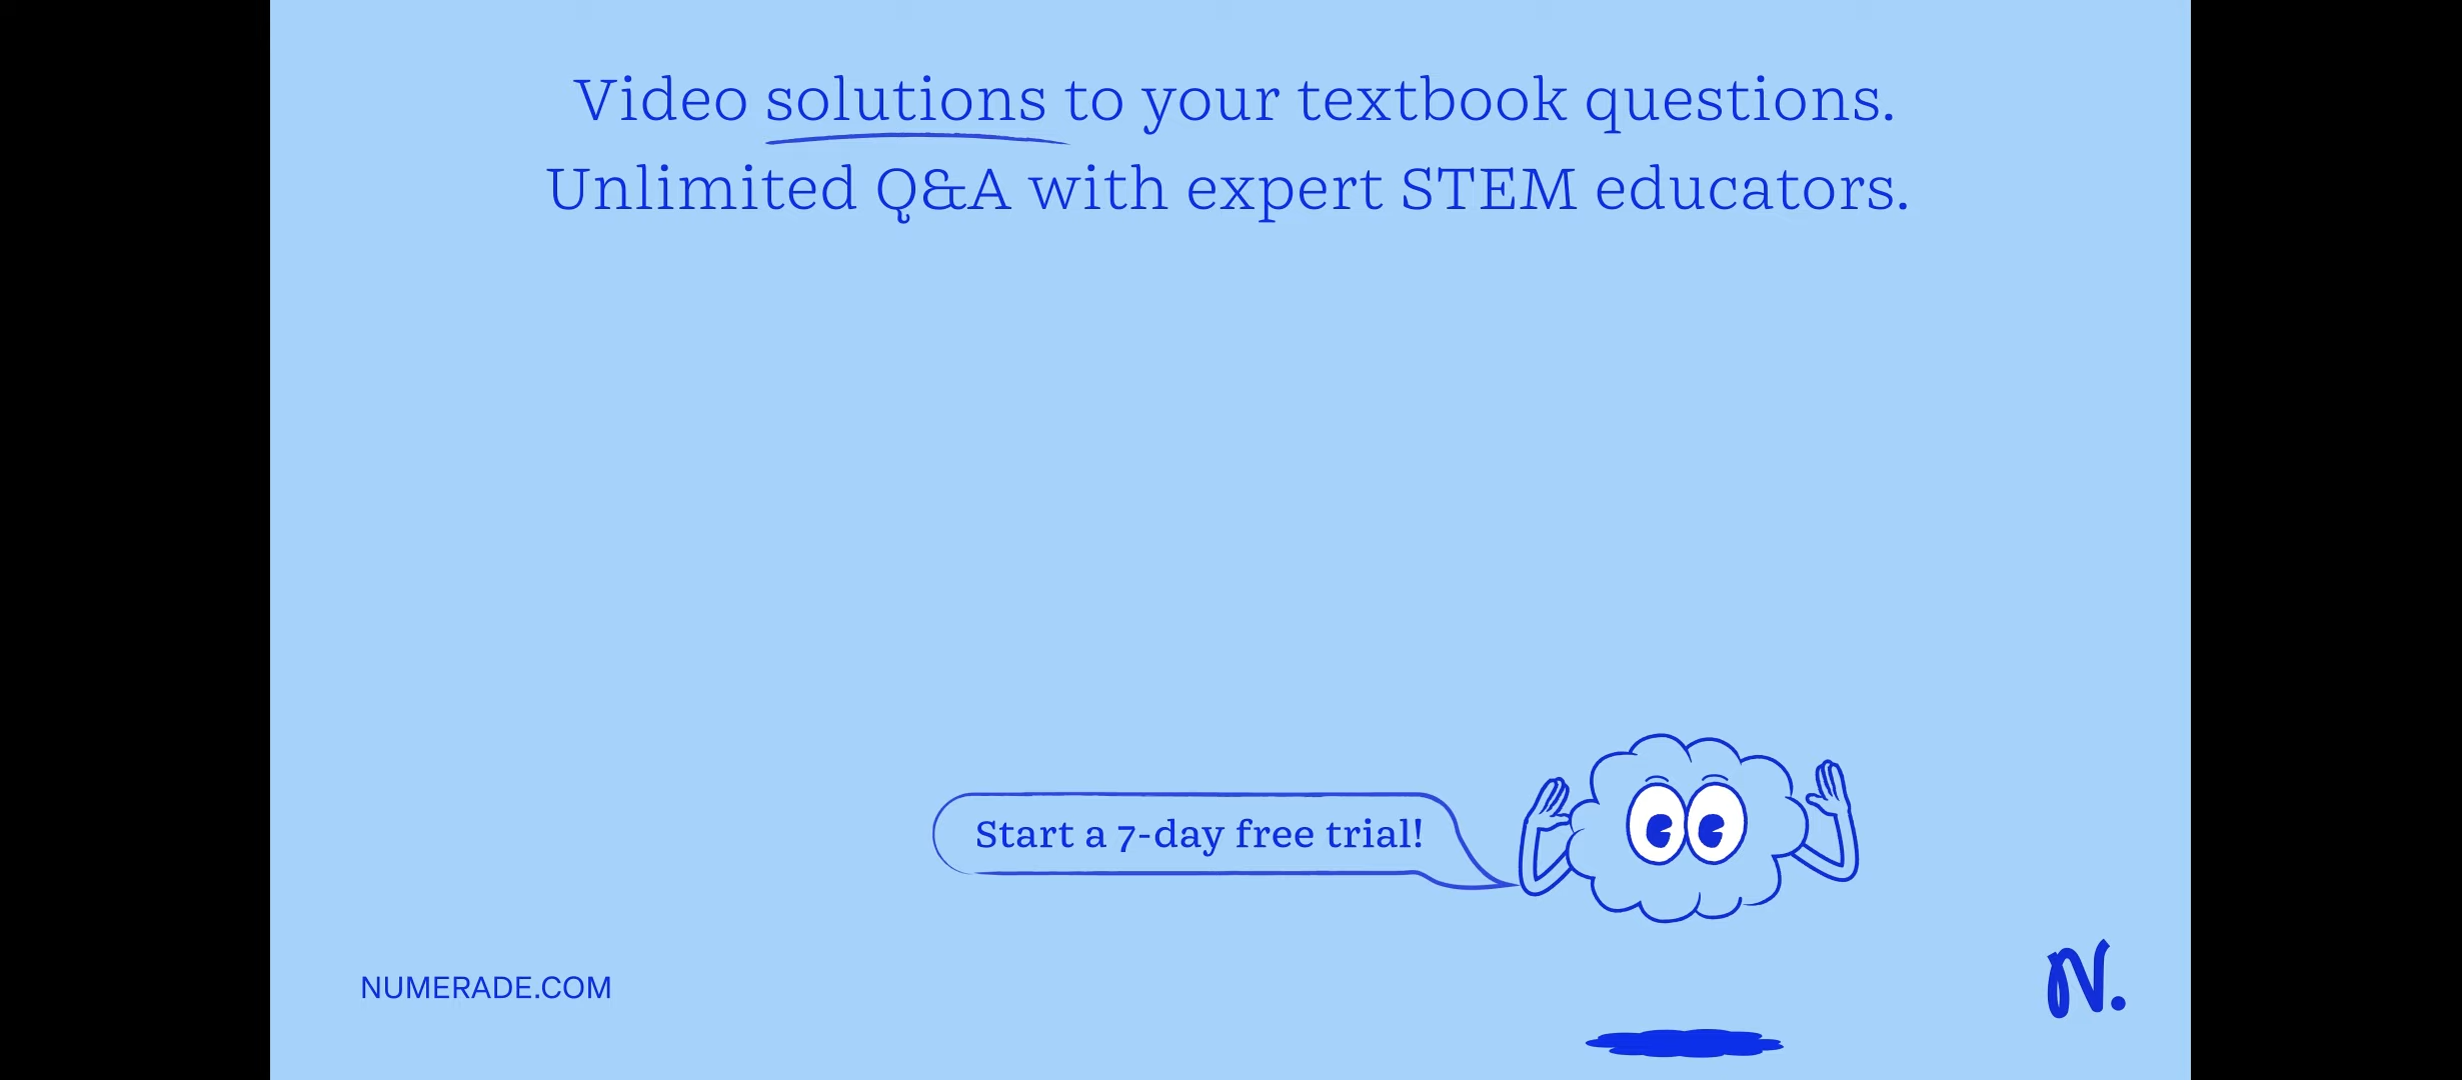 Video solutions to your textbook questions.
Unlimited Q&A with expert STEM educators.
Start a 7-day free trial!
NUMERADE.COM
N.